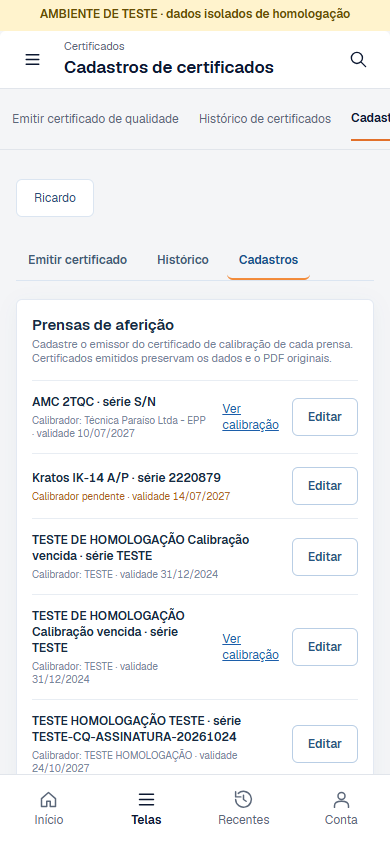 AMBIENTE DE TESTE · dados isolados de homologação
Certificados
Cadastros de certificados
Emitir certificado de qualidade
Histórico de certificados
Cadast
Ricardo
Emitir certificado
Histórico
Cadastros
Prensas de aferição
Cadastre o emissor do certificado de calibração de cada prensa.
Certificados emitidos preservam os dados e o PDF originais.
AMC 2TQC · série S/N
Calibrador: Técnica Paraiso Ltda - EPP
· validade 10/07/2027
Ver
calibração
Editar
Kratos IK-14 A/P · série 2220879
Calibrador pendente · validade 14/07/2027
Editar
TESTE DE HOMOLOGAÇÃO Calibração
vencida · série TESTE
Calibrador: TESTE · validade 31/12/2024
Editar
TESTE DE HOMOLOGAÇÃO
Calibração vencida · série
TESTE
Calibrador: TESTE · validade
31/12/2024
Ver
calibração
Editar
TESTE HOMOLOGAÇÃO TESTE · série
TESTE-CQ-ASSINATURA-20261024
Calibrador: TESTE HOMOLOGAÇÃO · validade
24/10/2027
Editar
Início
Telas
Recentes
Conta